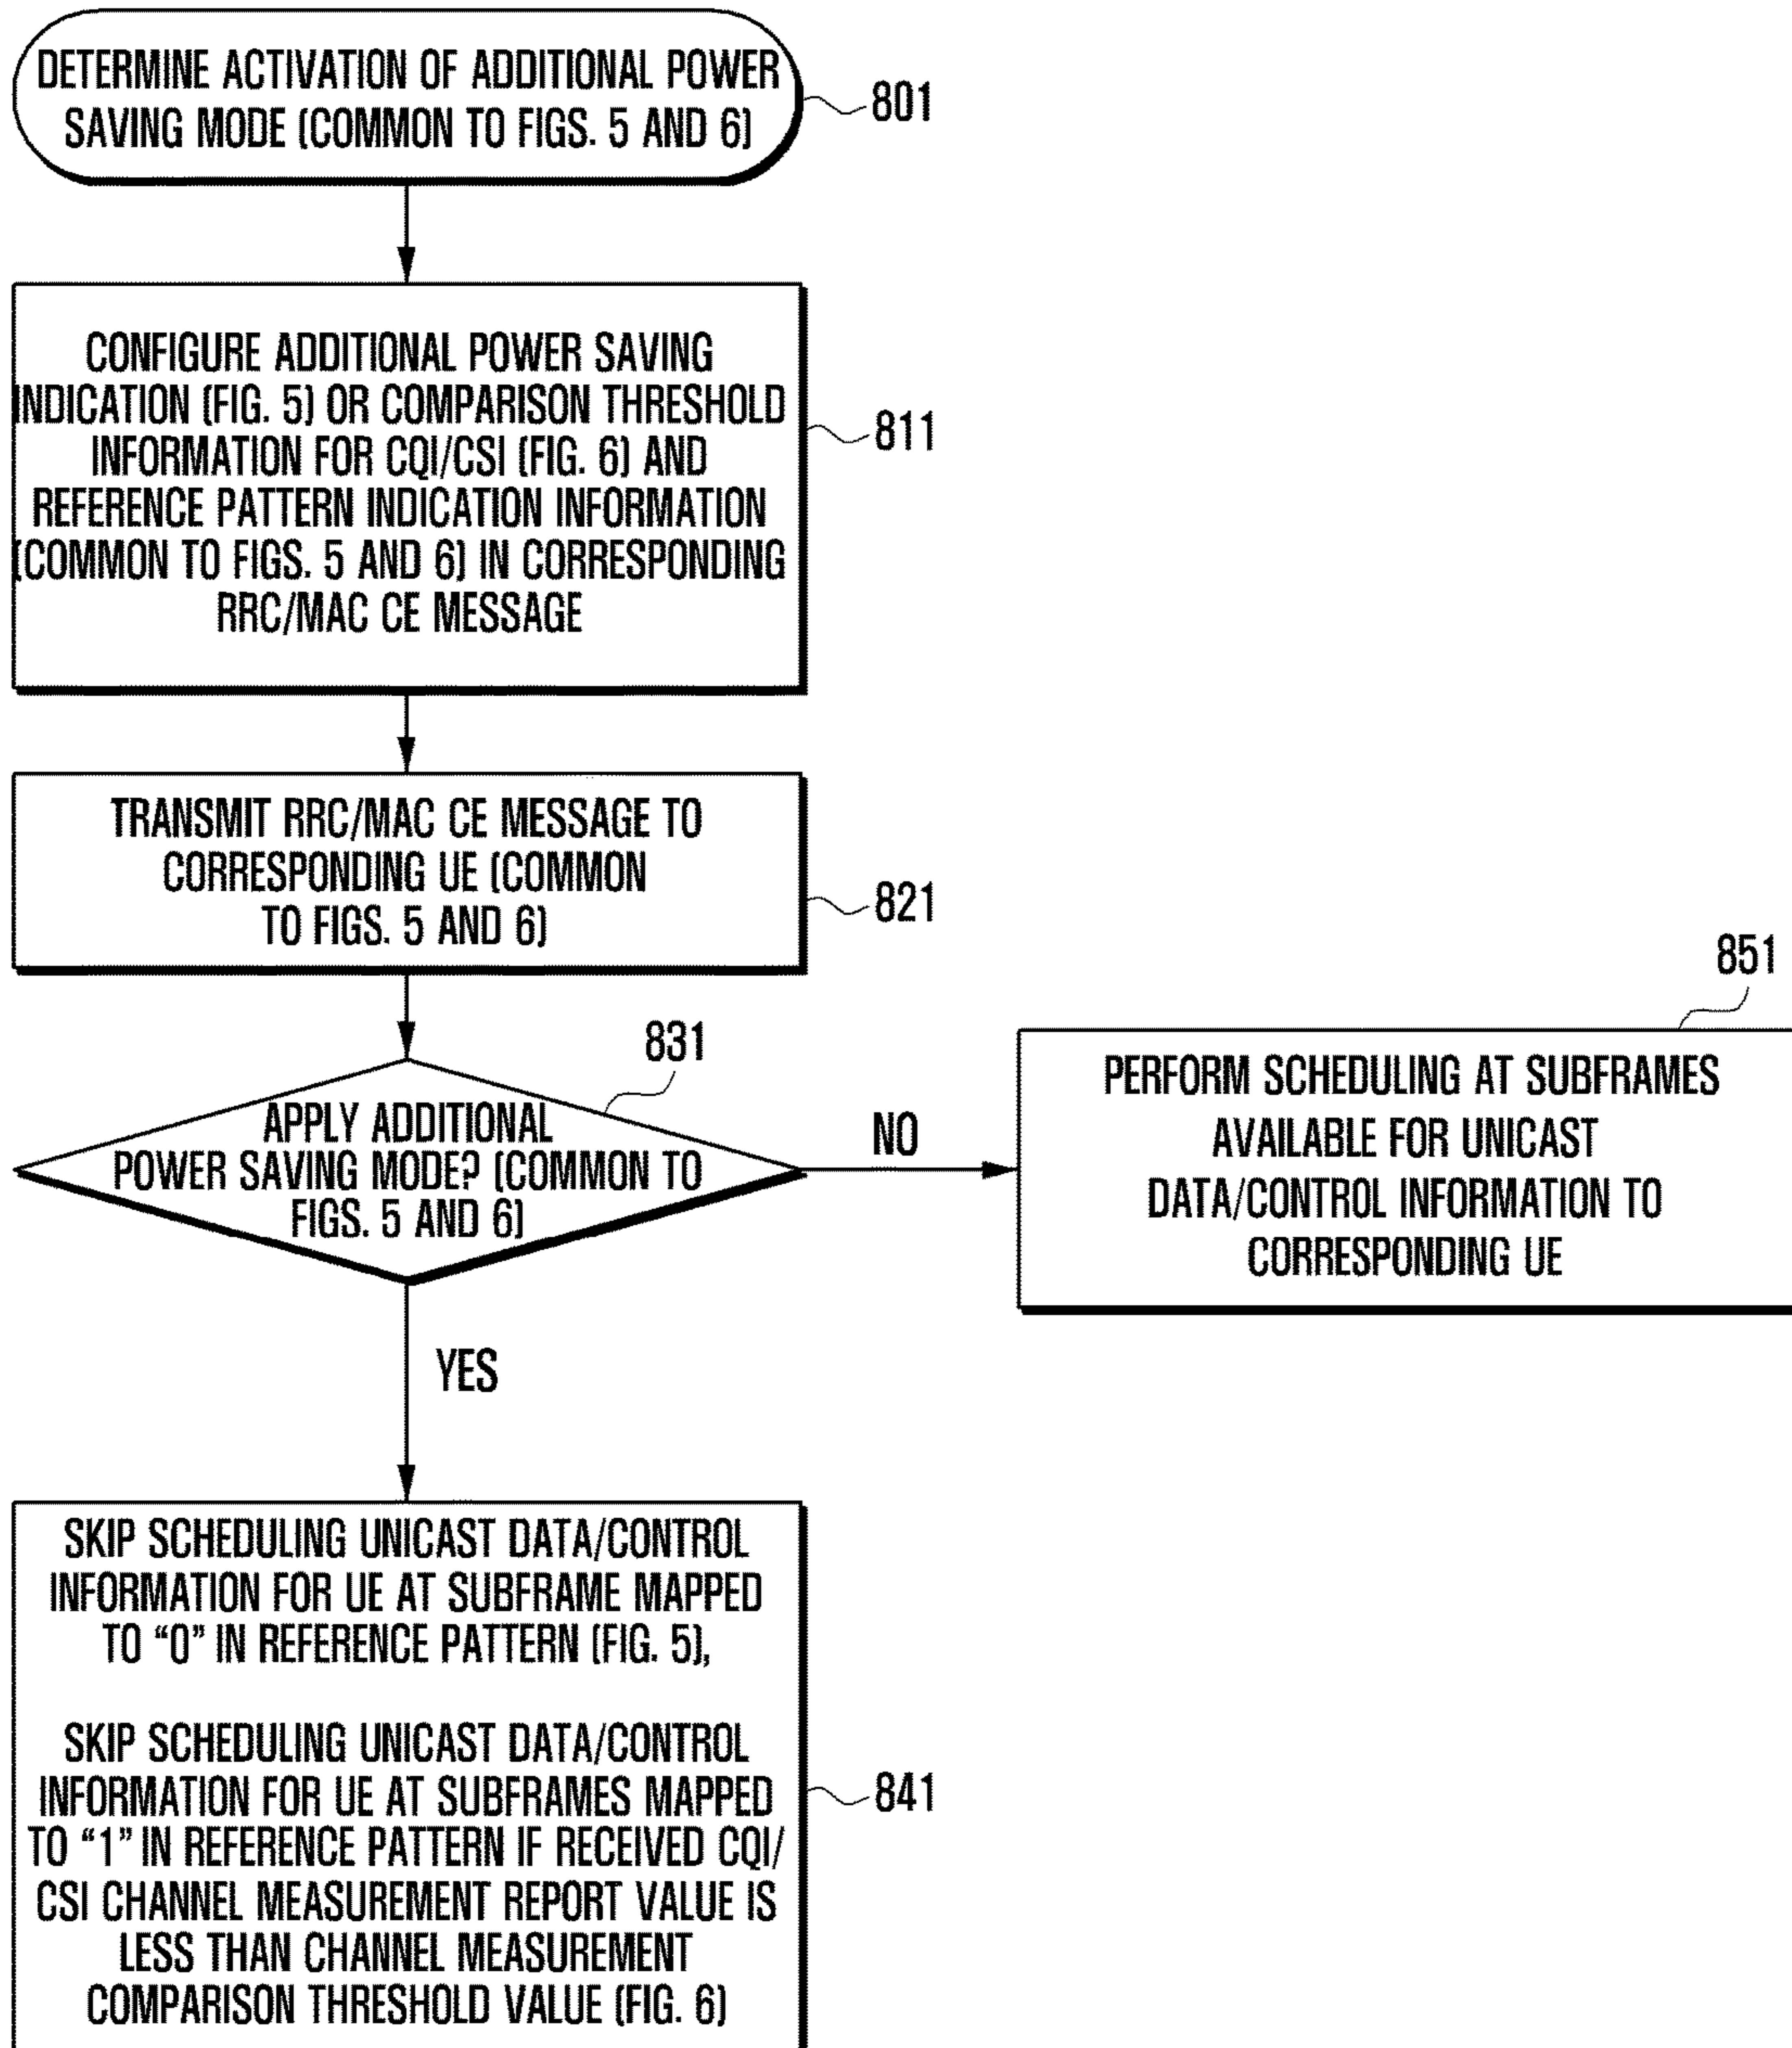 DETERMINE ACTIVATION OF ADDITIONAL POWER
SAVING MODE (COMMON TO FIGS. 5 AND 6)
801
CONFIGURE ADDITIONAL POWER SAVING
INDICATION (FIG. 5) OR COMPARISON THRESHOLD
INFORMATION FOR CQI/CSI (FIG. 6) AND
REFERENCE PATTERN INDICATION INFORMATION
(COMMON TO FIGS. 5 AND 6) IN CORRESPONDING
RRC/MAC CE MESSAGE
811
TRANSMIT RRC/MAC CE MESSAGE TO
CORRESPONDING UE (COMMON
TO FIGS. 5 AND 6)
821
831
APPLY ADDITIONAL
POWER SAVING MODE? (COMMON TO
FIGS. 5 AND 6)
NO
851
PERFORM SCHEDULING AT SUBFRAMES
AVAILABLE FOR UNICAST
DATA/CONTROL INFORMATION TO
CORRESPONDING UE
YES
SKIP SCHEDULING UNICAST DATA/CONTROL
INFORMATION FOR UE AT SUBFRAME MAPPED
TO “0” IN REFERENCE PATTERN (FIG. 5),
SKIP SCHEDULING UNICAST DATA/CONTROL
INFORMATION FOR UE AT SUBFRAMES MAPPED
TO “1” IN REFERENCE PATTERN IF RECEIVED CQI/
CSI CHANNEL MEASUREMENT REPORT VALUE IS
LESS THAN CHANNEL MEASUREMENT
COMPARISON THRESHOLD VALUE (FIG. 6)
841